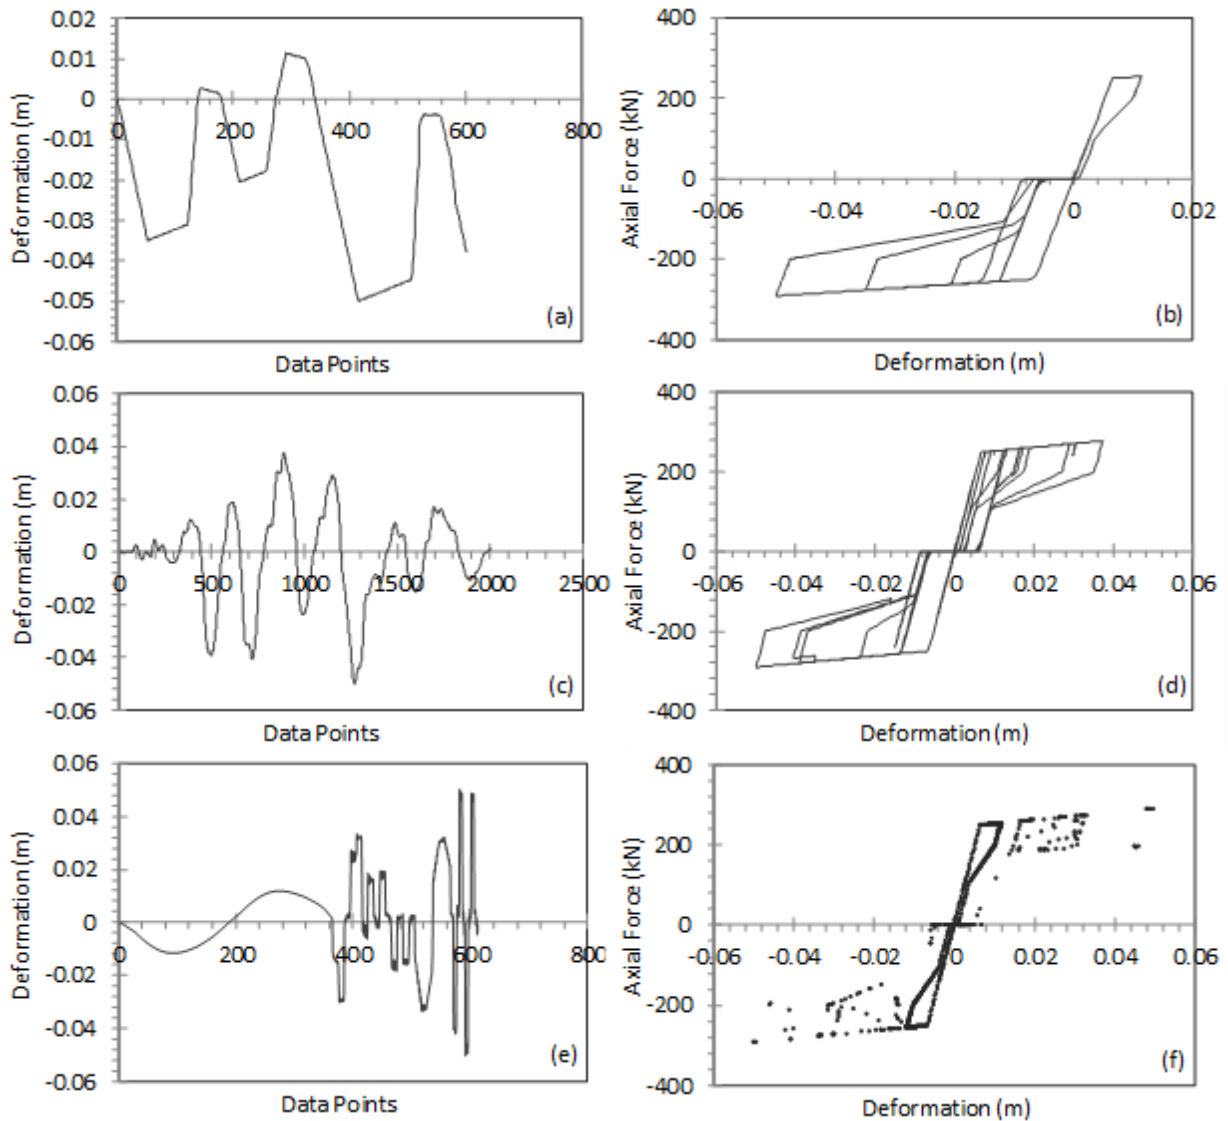 0.02
0.01
0
-0.01
-0.02
-0.03
-0.04
-0.05
-0.06
0 200 400 600 800
Deformation (m)
Data Points
(a)
400
200
0
-200
-400
-0.06 -0.04 -0.02 0 0.02
Axial Force (kN)
Deformation (m)
(b)
0.06
0.04
0.02
0
-0.02
-0.04
-0.06
0 500 1000 1500 2000 2500
Deformation (m)
Data Points
(c)
400
200
0
-200
-400
-0.06 -0.04 -0.02 0 0.02 0.04 0.06
Axial Force (kN)
Deformation (m)
(d)
0.06
0.04
0.02
0
-0.02
-0.04
-0.06
0 200 400 600 800
Deformation (m)
Data Points
(e)
400
200
0
-200
-400
-0.06 -0.04 -0.02 0 0.02 0.04 0.06
Axial Force (kN)
Deformation (m)
(f)